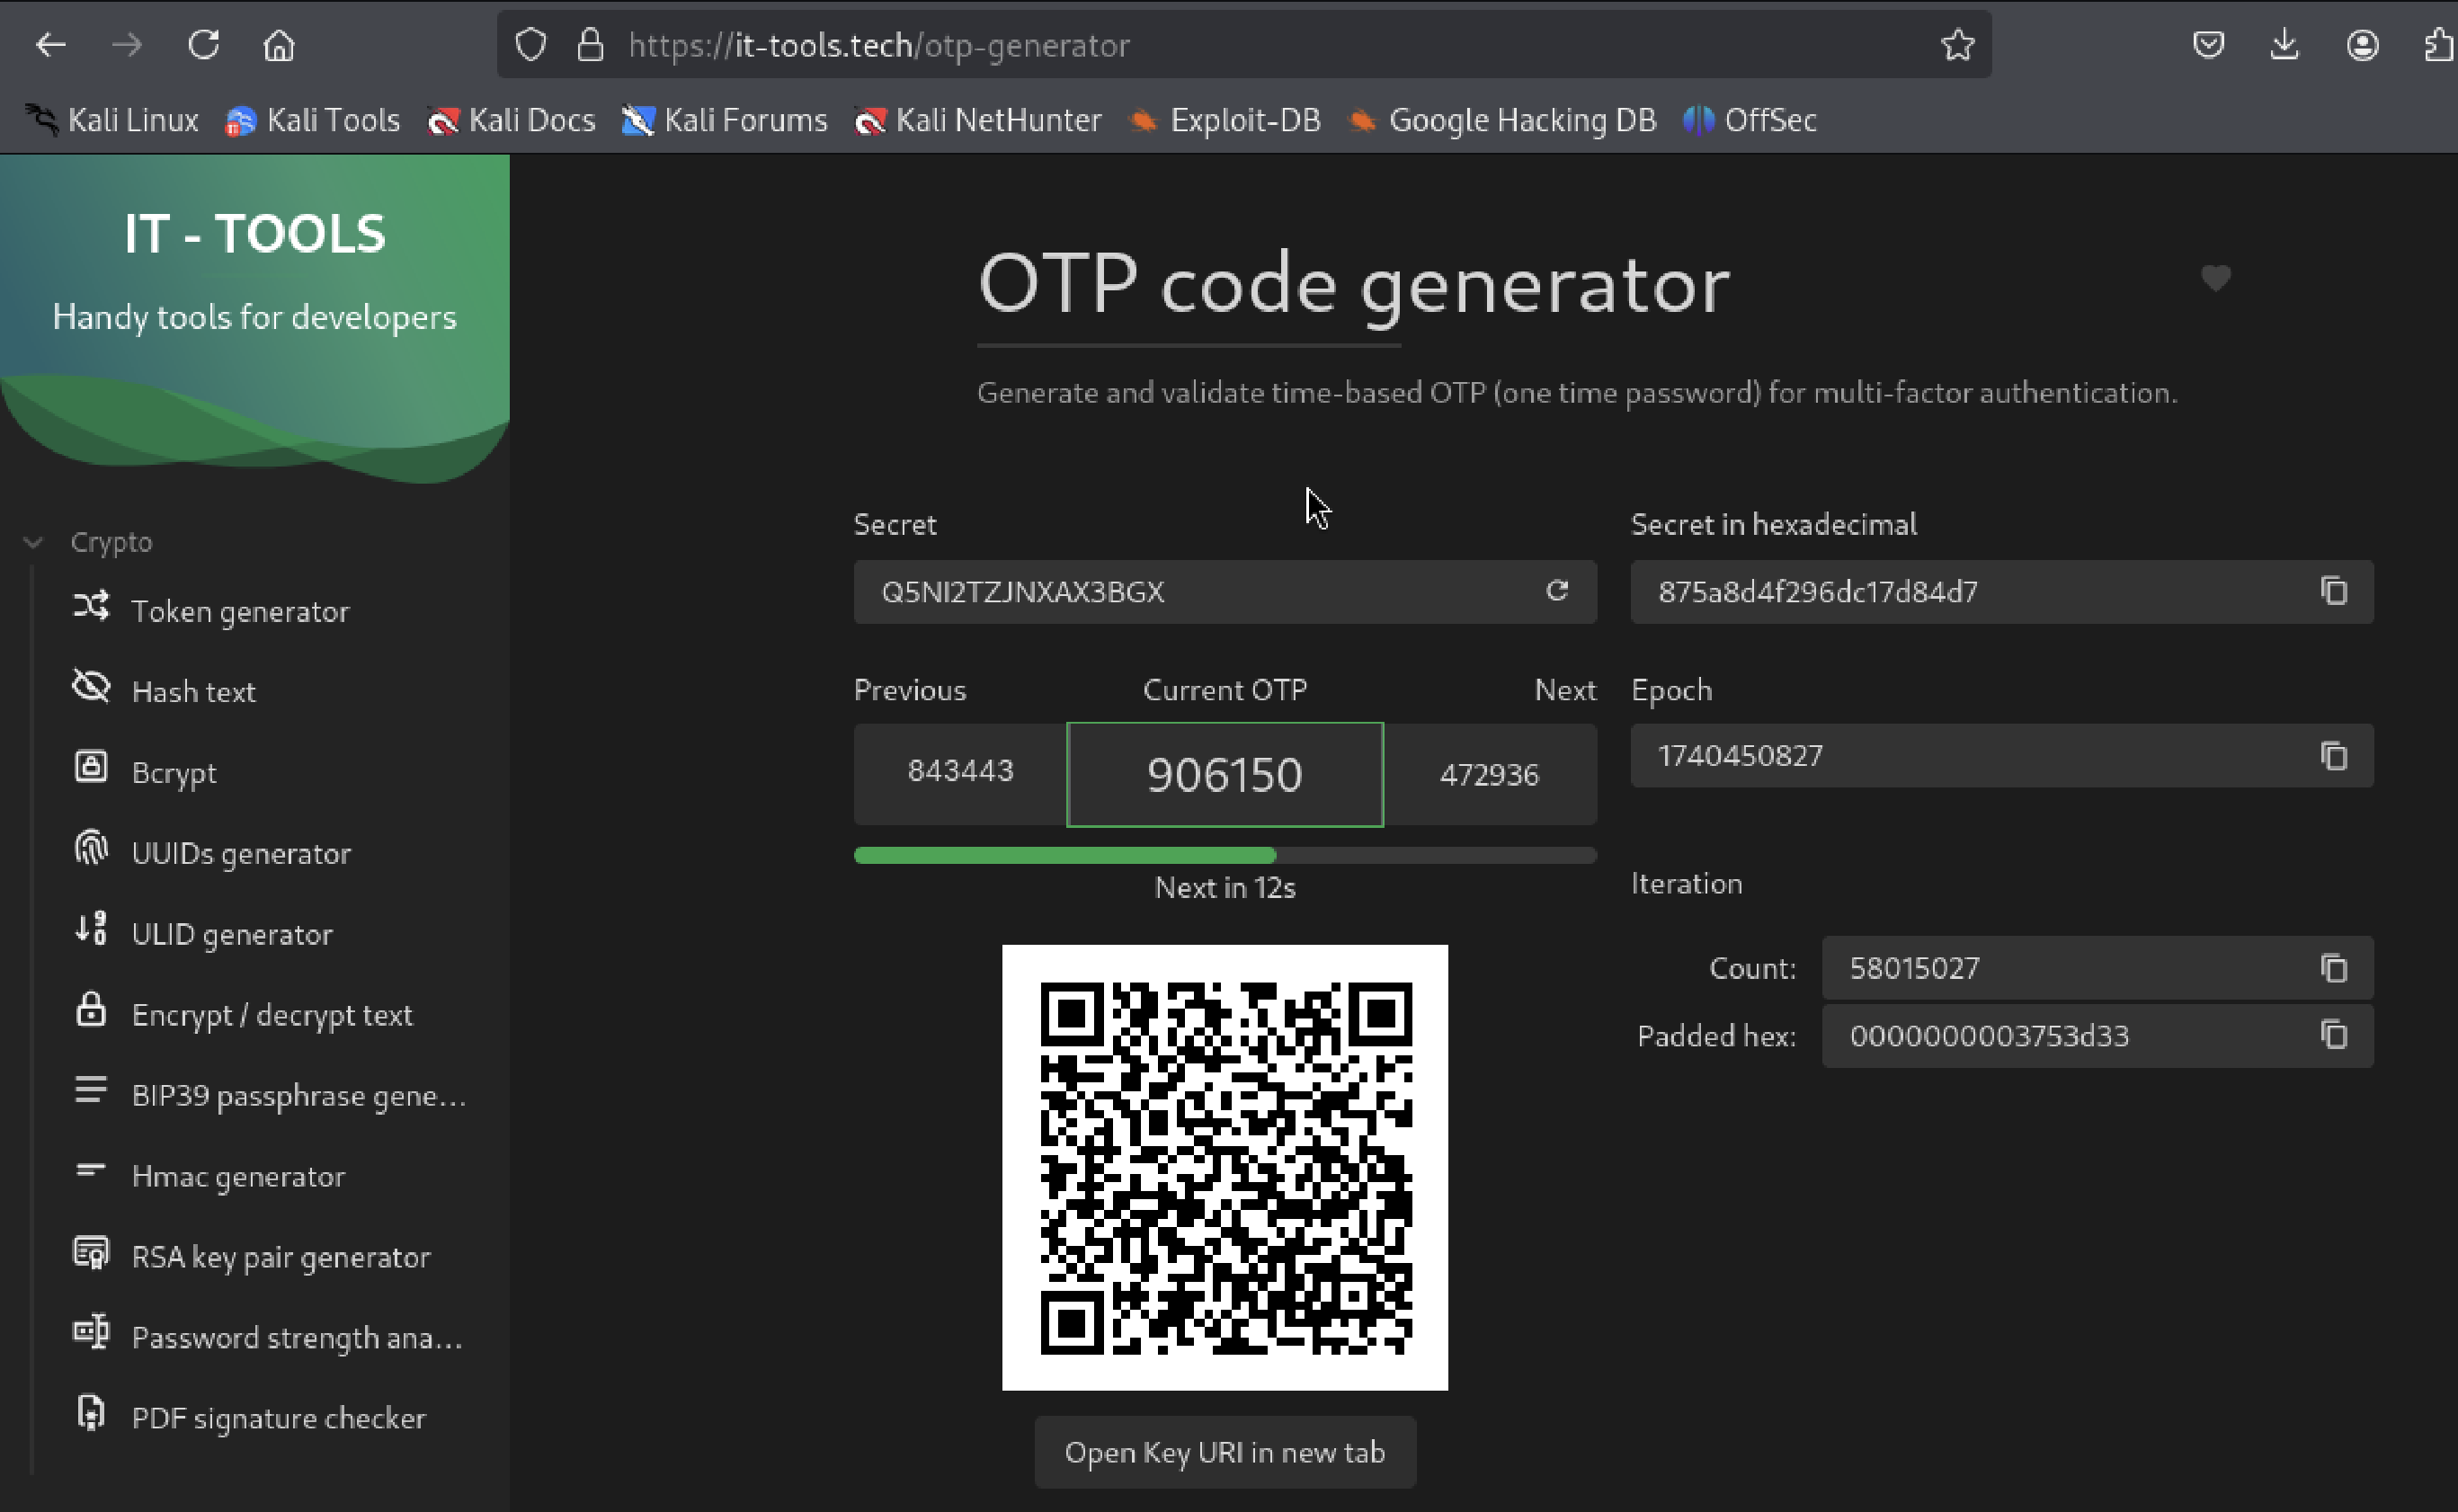 https://it-tools.tech/otp-generator
Kali Linux Kali Tools Kali Docs Kali Forums Kali NetHunter Exploit-DB Google Hacking DB OffSec
IT - TOOLS
Handy tools for developers
Crypto
Token generator
Hash text
Bcrypt
UUIDs generator
ULID generator
Encrypt / decrypt text
BIP39 passphrase gene...
Hmac generator
RSA key pair generator
Password strength ana...
PDF signature checker
OTP code generator
Generate and validate time-based OTP (one time password) for multi-factor authentication.
Secret
Q5NI2TZJNXAX3BGX
Secret in hexadecimal
875a8d4f296dc17d84d7
Previous Current OTP Next
843443 906150 472936
Next in 12s
Epoch
1740450827
Iteration
Count: 58015027
Padded hex: 0000000003753d33
Open Key URI in new tab